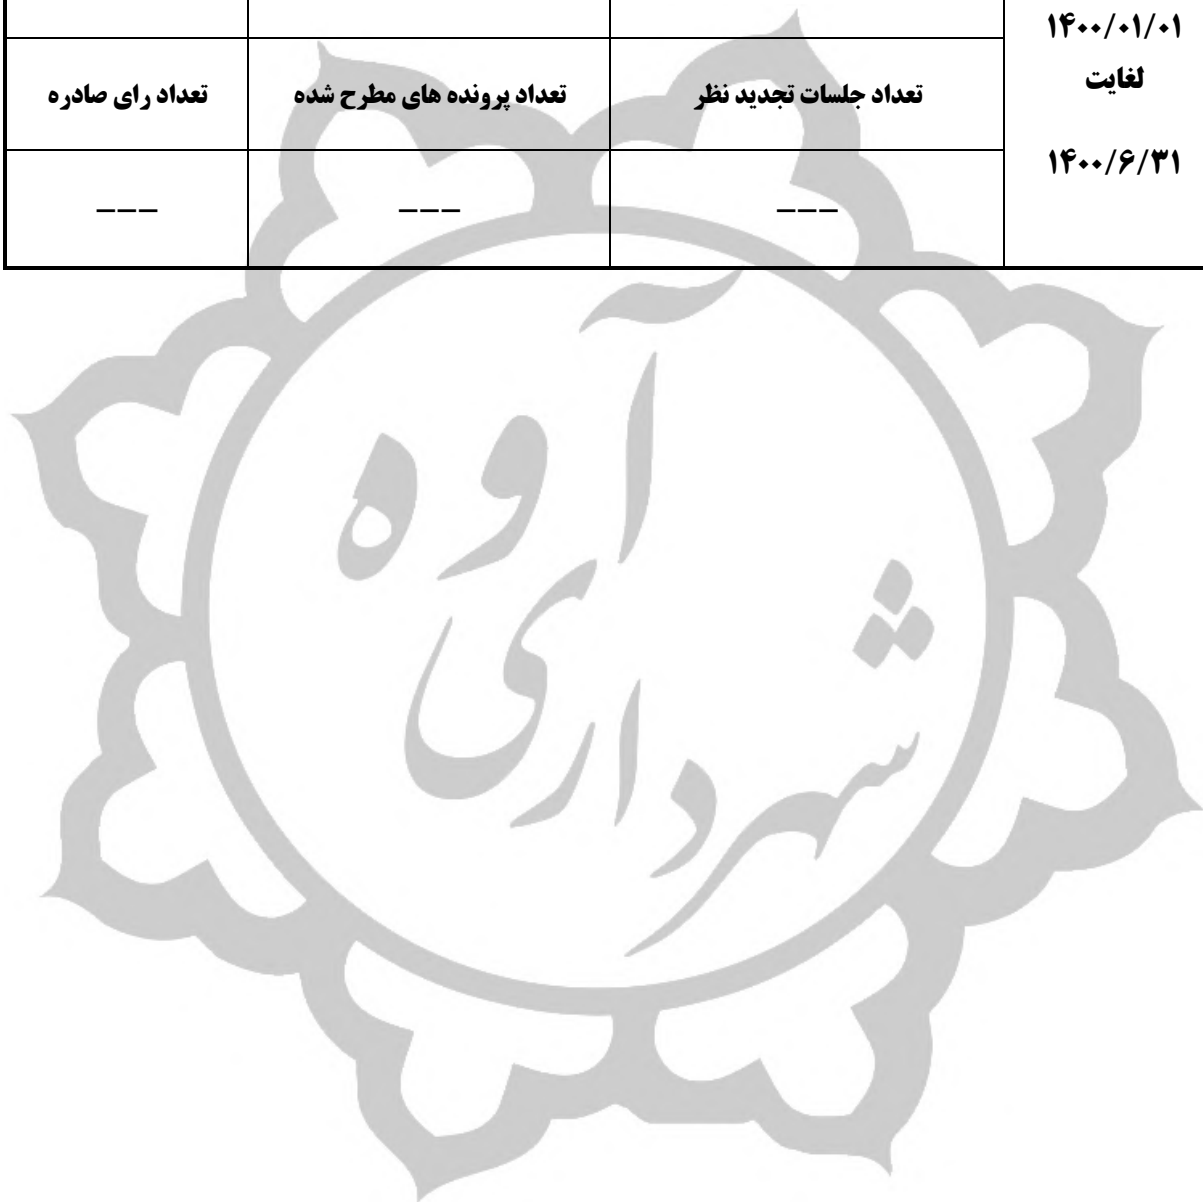 ۱۴۰۰/۰۱/۰۱
لغایت
۱۴۰۰/۶/۳۱
تعداد جلسات تجدید نظر	تعداد پرونده های مطرح شده	تعداد رای صادره
---	---	---
آوه
شهرداری